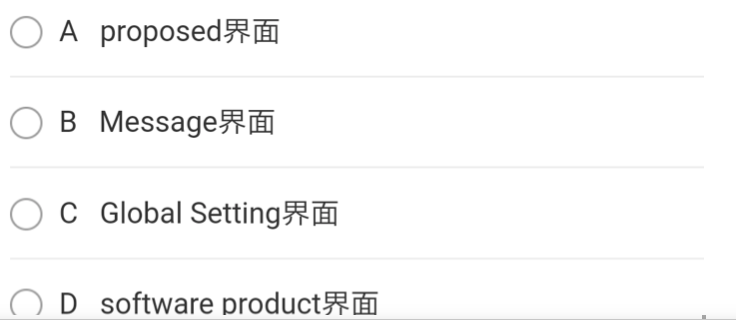 A proposed界面
B Message界面
C Global Setting界面
D software product界面